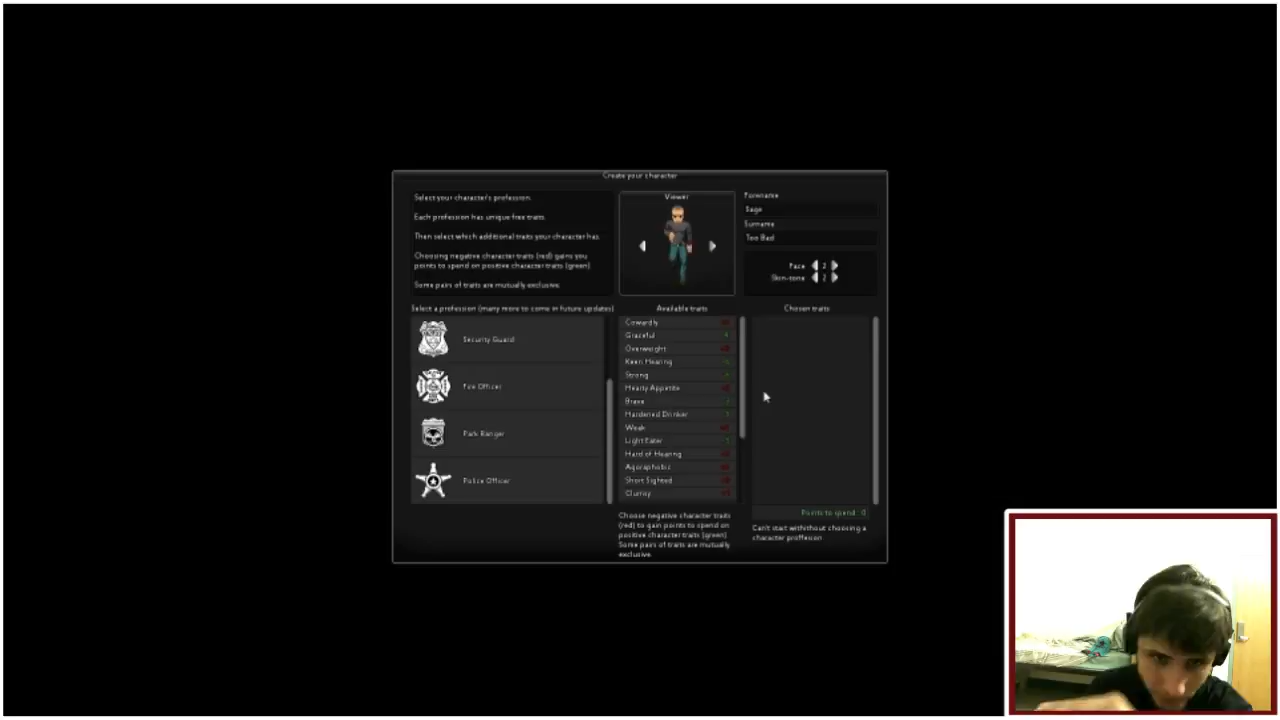 Create your character
Select your character's profession.
Each profession has unique free traits.
Then select which additional traits your character has.
Choosing negative character traits (red) gains you
points to spend on positive character traits (green)
Some pairs of traits are mutually exclusive.
Viewer
Forename
Sage
Surname
Too Bad
Face 2
Skin-tone 2
Select a profession (many more to come in future updates)
Security Guard
Fire Officer
Park Ranger
Police Officer
Available traits
Cowardly
Graceful
Overweight
Keen Hearing
Strong
Hearty Appetite
Brave
Hardened Drinker
Weak
Light Eater
Hard of Hearing
Agoraphobic
Short Sighted
Clumsy
Choose negative character traits
(red) to gain points to spend on
positive character traits (green)
Some pairs of traits are mutually
exclusive.
Chosen traits
Points to spend : 0
Can't start withithout choosing a
character proffesion